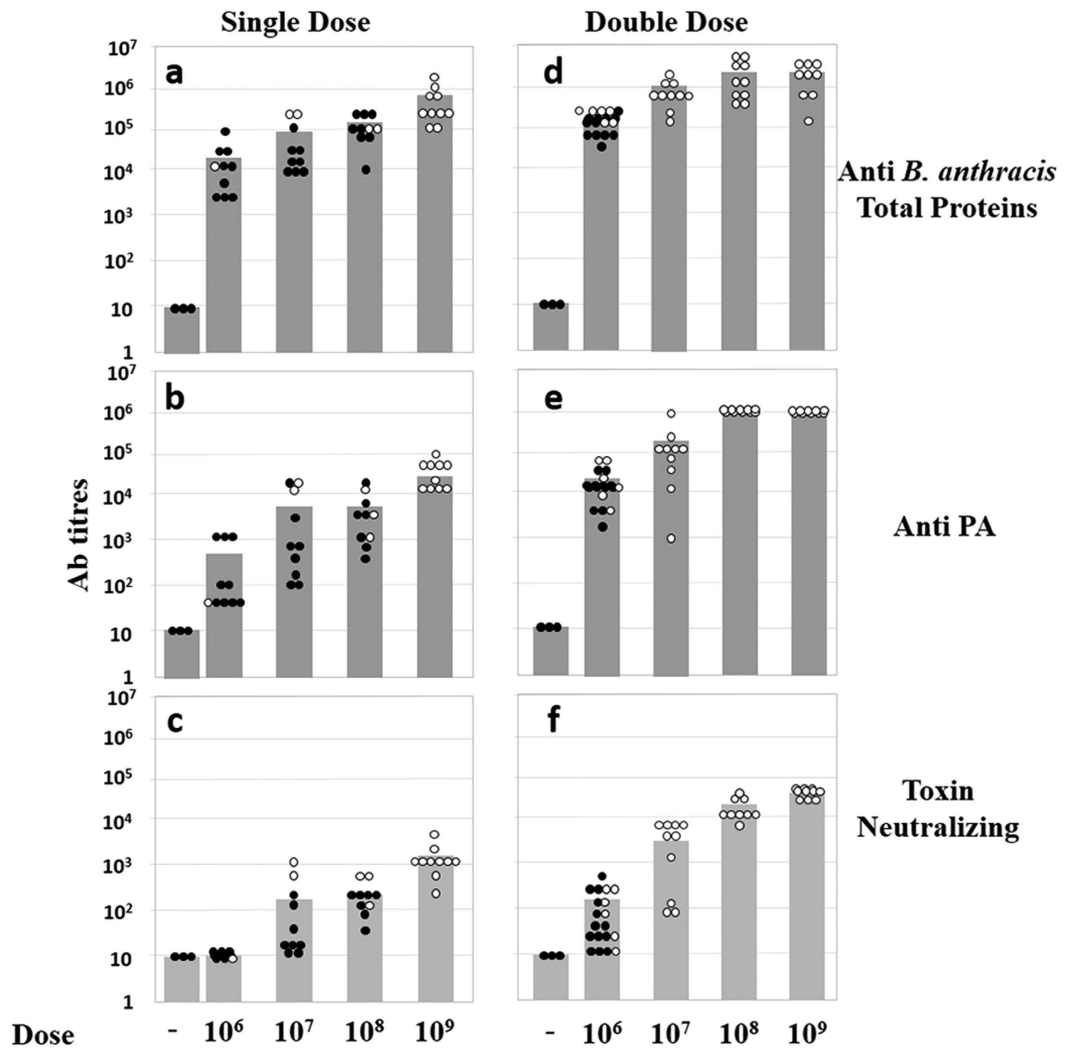 Single Dose
Double Dose
a
10⁷
10⁶
10⁵
10⁴
10³
10²
10
1
d
Anti B. anthracis
Total Proteins
b
10⁷
10⁶
10⁵
10⁴
10³
10²
10
1
e
Anti PA
Ab titres
c
10⁷
10⁶
10⁵
10⁴
10³
10²
10
1
f
Toxin
Neutralizing
Dose - 10⁶ 10⁷ 10⁸ 10⁹ - 10⁶ 10⁷ 10⁸ 10⁹